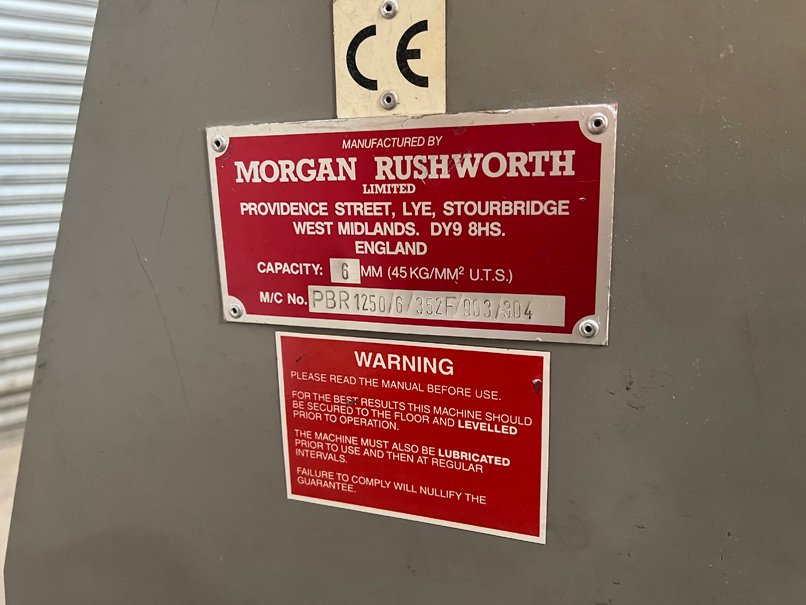 CE
MANUFACTURED BY
MORGAN RUSHWORTH
LIMITED
PROVIDENCE STREET, LYE, STOURBRIDGE
WEST MIDLANDS. DY9 8HS.
ENGLAND
CAPACITY: 6 MM (45 KG/MM² U.T.S.)
M/C No. PBR1250/6/352F/903/304
WARNING
PLEASE READ THE MANUAL BEFORE USE.
FOR THE BEST RESULTS THIS MACHINE SHOULD
BE SECURED TO THE FLOOR AND LEVELLED
PRIOR TO OPERATION.
THE MACHINE MUST ALSO BE LUBRICATED
PRIOR TO USE AND THEN AT REGULAR
INTERVALS.
FAILURE TO COMPLY WILL NULLIFY THE
GUARANTEE.